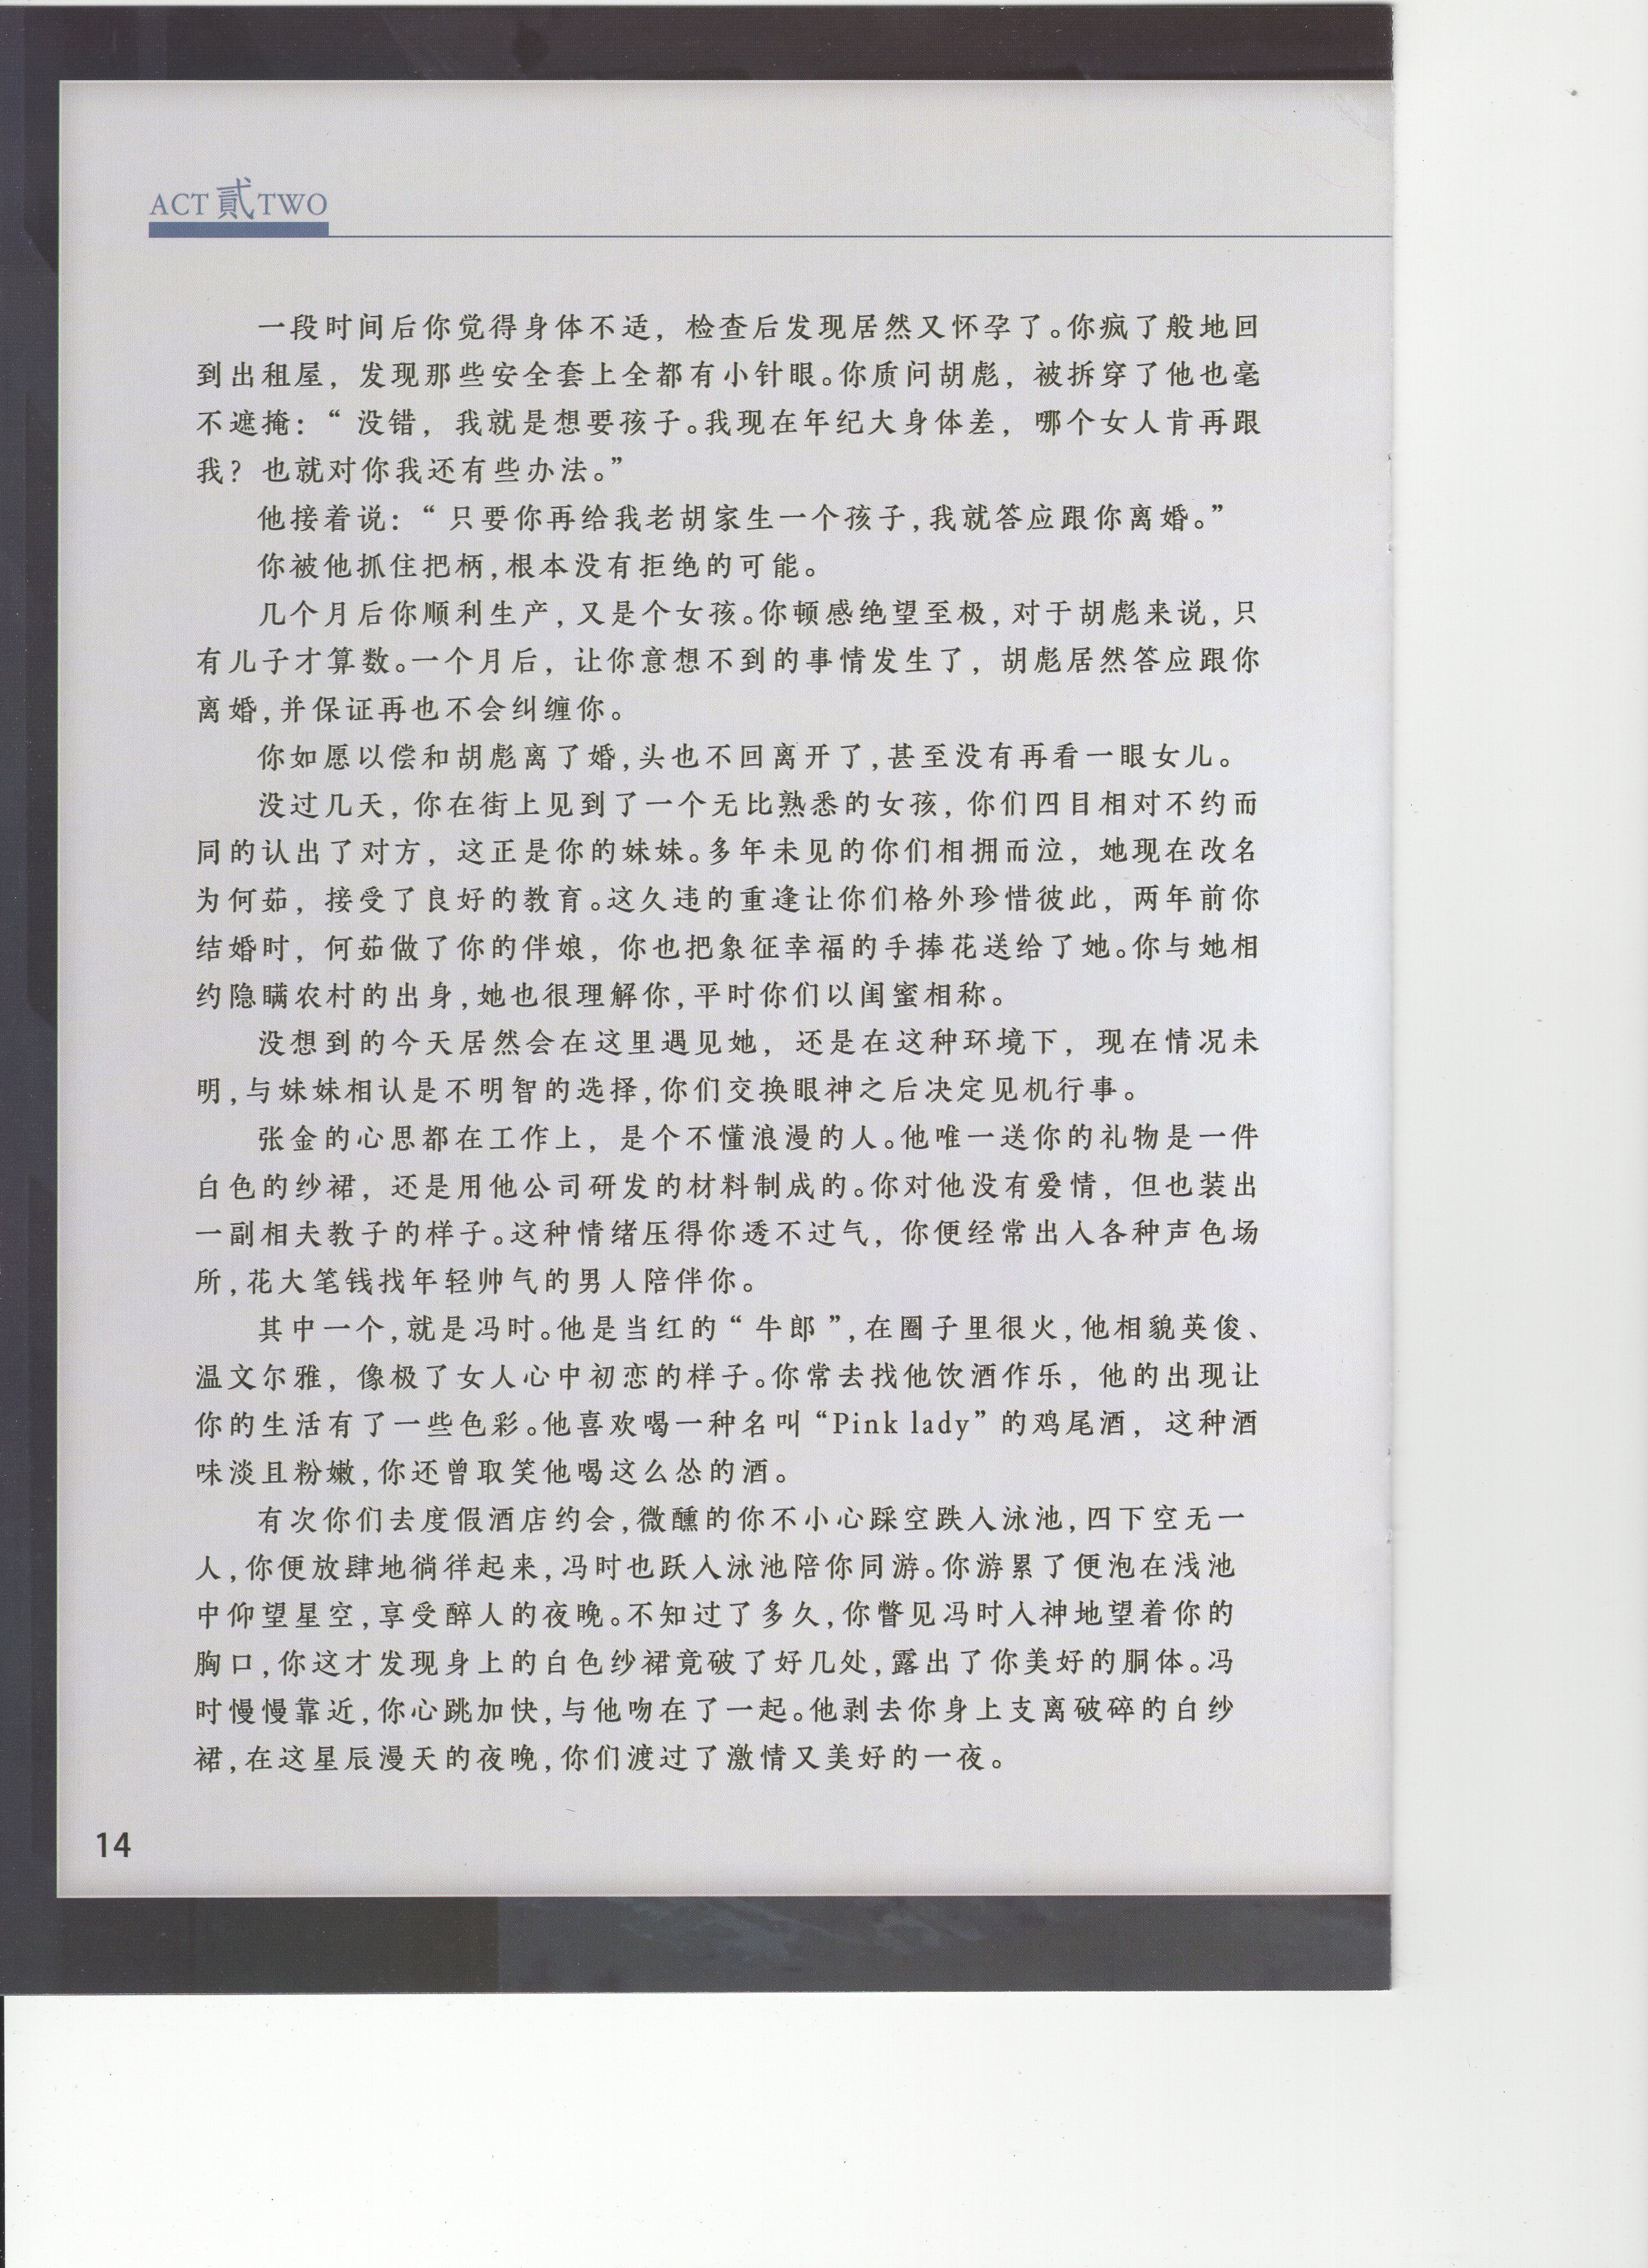 ACT 貳 TWO
一段时间后你觉得身体不适，检查后发现居然又怀孕了。你疯了般地回
到出租屋，发现那些安全套上全都有小针眼。你质问胡彪，被拆穿了他也毫
不遮掩：“没错，我就是想要孩子。我现在年纪大身体差，哪个女人肯再跟
我？也就对你我还有些办法。”
他接着说：“只要你再给我老胡家生一个孩子，我就答应跟你离婚。”
你被他抓住把柄，根本没有拒绝的可能。
几个月后你顺利生产，又是个女孩。你顿感绝望至极，对于胡彪来说，只
有儿子才算数。一个月后，让你意想不到的事情发生了，胡彪居然答应跟你
离婚，并保证再也不会纠缠你。
你如愿以偿和胡彪离了婚，头也不回离开了，甚至没有再看一眼女儿。
没过几天，你在街上见到了一个无比熟悉的女孩，你们四目相对不约而
同的认出了对方，这正是你的妹妹。多年未见的你们相拥而泣，她现在改名
为何茹，接受了良好的教育。这久违的重逢让你们格外珍惜彼此，两年前你
结婚时，何茹做了你的伴娘，你也把象征幸福的手捧花送给了她。你与她相
约隐瞒农村的出身，她也很理解你，平时你们以闺蜜相称。
没想到的今天居然会在这里遇见她，还是在这种环境下，现在情况未
明，与妹妹相认是不明智的选择，你们交换眼神之后决定见机行事。
张金的心思都在工作上，是个不懂浪漫的人。他唯一送你的礼物是一件
白色的纱裙，还是用他公司研发的材料制成的。你对他没有爱情，但也装出
一副相夫教子的样子。这种情绪压得你透不过气，你便经常出入各种声色场
所，花大笔钱找年轻帅气的男人陪伴你。
其中一个，就是冯时。他是当红的“牛郎”，在圈子里很火，他相貌英俊、
温文尔雅，像极了女人心中初恋的样子。你常去找他饮酒作乐，他的出现让
你的生活有了一些色彩。他喜欢喝一种名叫“Pink lady”的鸡尾酒，这种酒
味淡且粉嫩，你还曾取笑他喝这么怂的酒。
有次你们去度假酒店约会，微醺的你不小心踩空跌入泳池，四下空无一
人，你便放肆地徜徉起来，冯时也跃入泳池陪你同游。你游累了便泡在浅池
中仰望星空，享受醉人的夜晚。不知过了多久，你瞥见冯时入神地望着你的
胸口，你这才发现身上的白色纱裙竟破了好几处，露出了你美好的胴体。冯
时慢慢靠近，你心跳加快，与他吻在了一起。他剥去你身上支离破碎的白纱
裙，在这星辰漫天的夜晚，你们渡过了激情又美好的一夜。
14